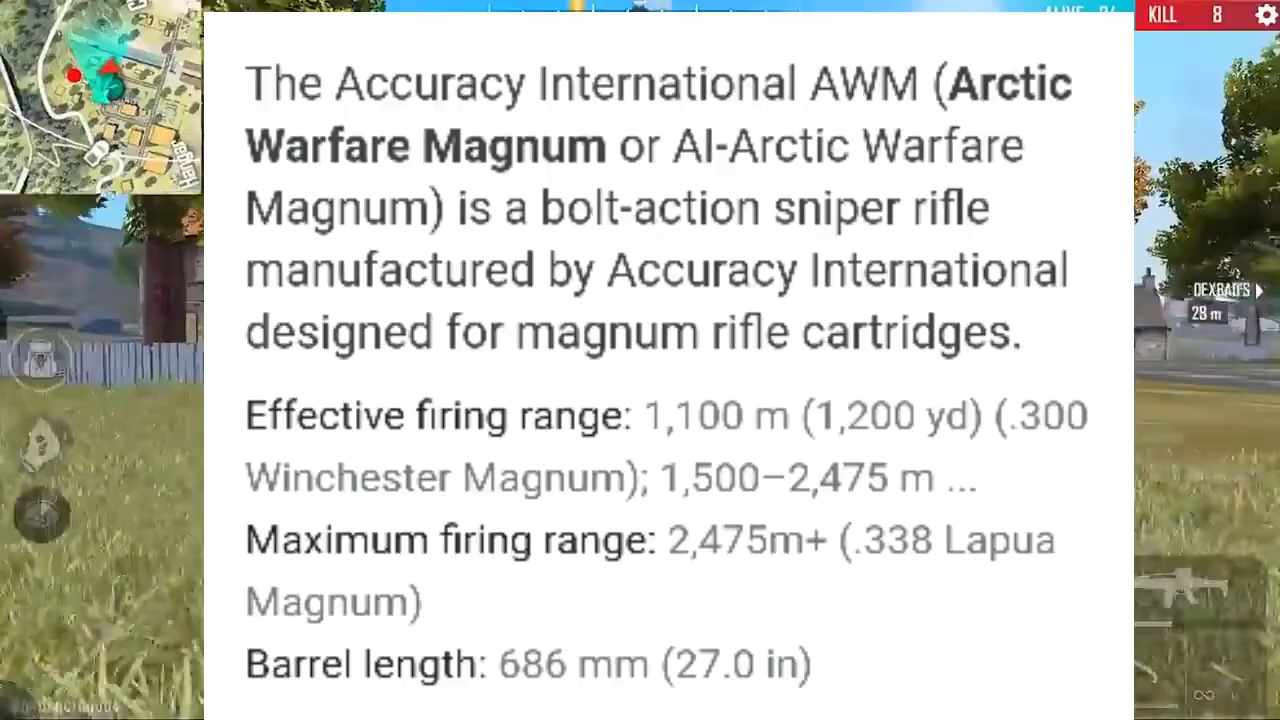 KILL 8
The Accuracy International AWM (Arctic
Warfare Magnum or AI-Arctic Warfare
Magnum) is a bolt-action sniper rifle
manufactured by Accuracy International
designed for magnum rifle cartridges.
Effective firing range: 1,100 m (1,200 yd) (.300
Winchester Magnum); 1,500–2,475 m ...
Maximum firing range: 2,475m+ (.338 Lapua
Magnum)
Barrel length: 686 mm (27.0 in)
Hangar
28 m
∞